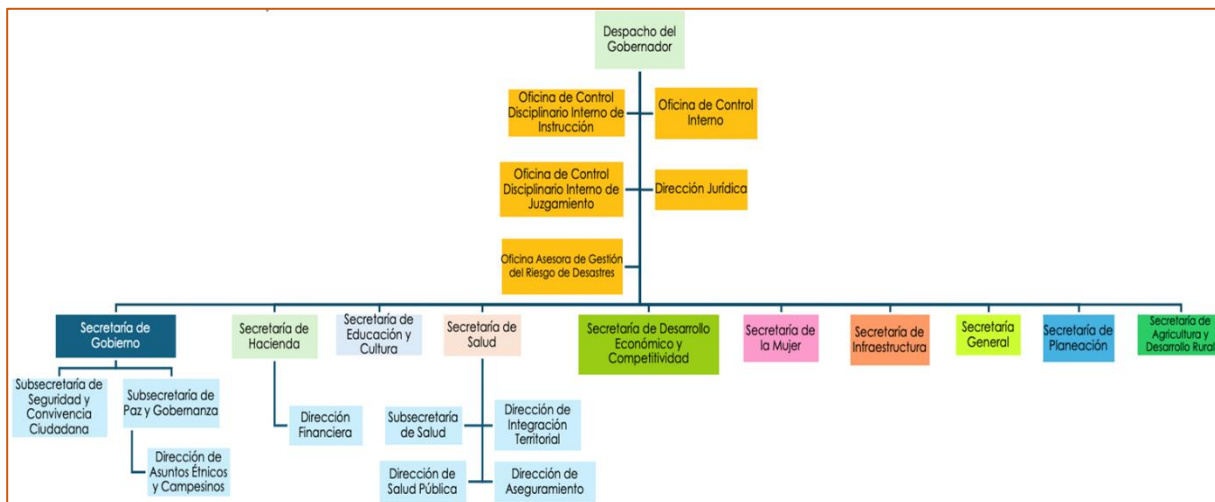 Despacho del
Gobernador
Oficina de Control
Disciplinario Interno de
Instrucción
Oficina de Control
Interno
Oficina de Control
Disciplinario Interno de
Juzgamiento
Dirección Jurídica
Oficina Asesora de Gestión
del Riesgo de Desastres
Secretaría de
Gobierno
Secretaría de
Hacienda
Secretaría de
Educación y
Cultura
Secretaría de
Salud
Secretaría de Desarrollo
Económico y
Competitividad
Secretaría de
la Mujer
Secretaría de
Infraestructura
Secretaría
General
Secretaría de
Planeación
Secretaría de
Agricultura y
Desarrollo Rural
Subsecretaría de
Seguridad y
Convivencia
Ciudadana
Subsecretaría de
Paz y Gobernanza
Dirección de
Asuntos Étnicos
y Campesinos
Dirección
Financiera
Subsecretaría
de Salud
Dirección de
Integración
Territorial
Dirección de
Salud Pública
Dirección de
Aseguramiento